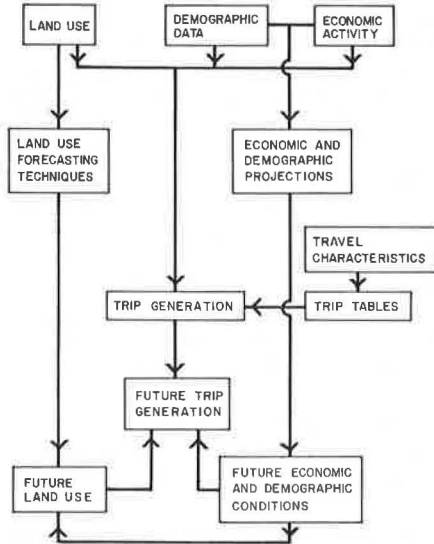 LAND USE
DEMOGRAPHIC
DATA
ECONOMIC
ACTIVITY
LAND USE
FORECASTING
TECHNIQUES
ECONOMIC AND
DEMOGRAPHIC
PROJECTIONS
TRAVEL
CHARACTERISTICS
TRIP GENERATION
TRIP TABLES
FUTURE TRIP
GENERATION
FUTURE
LAND USE
FUTURE ECONOMIC
AND DEMOGRAPHIC
CONDITIONS